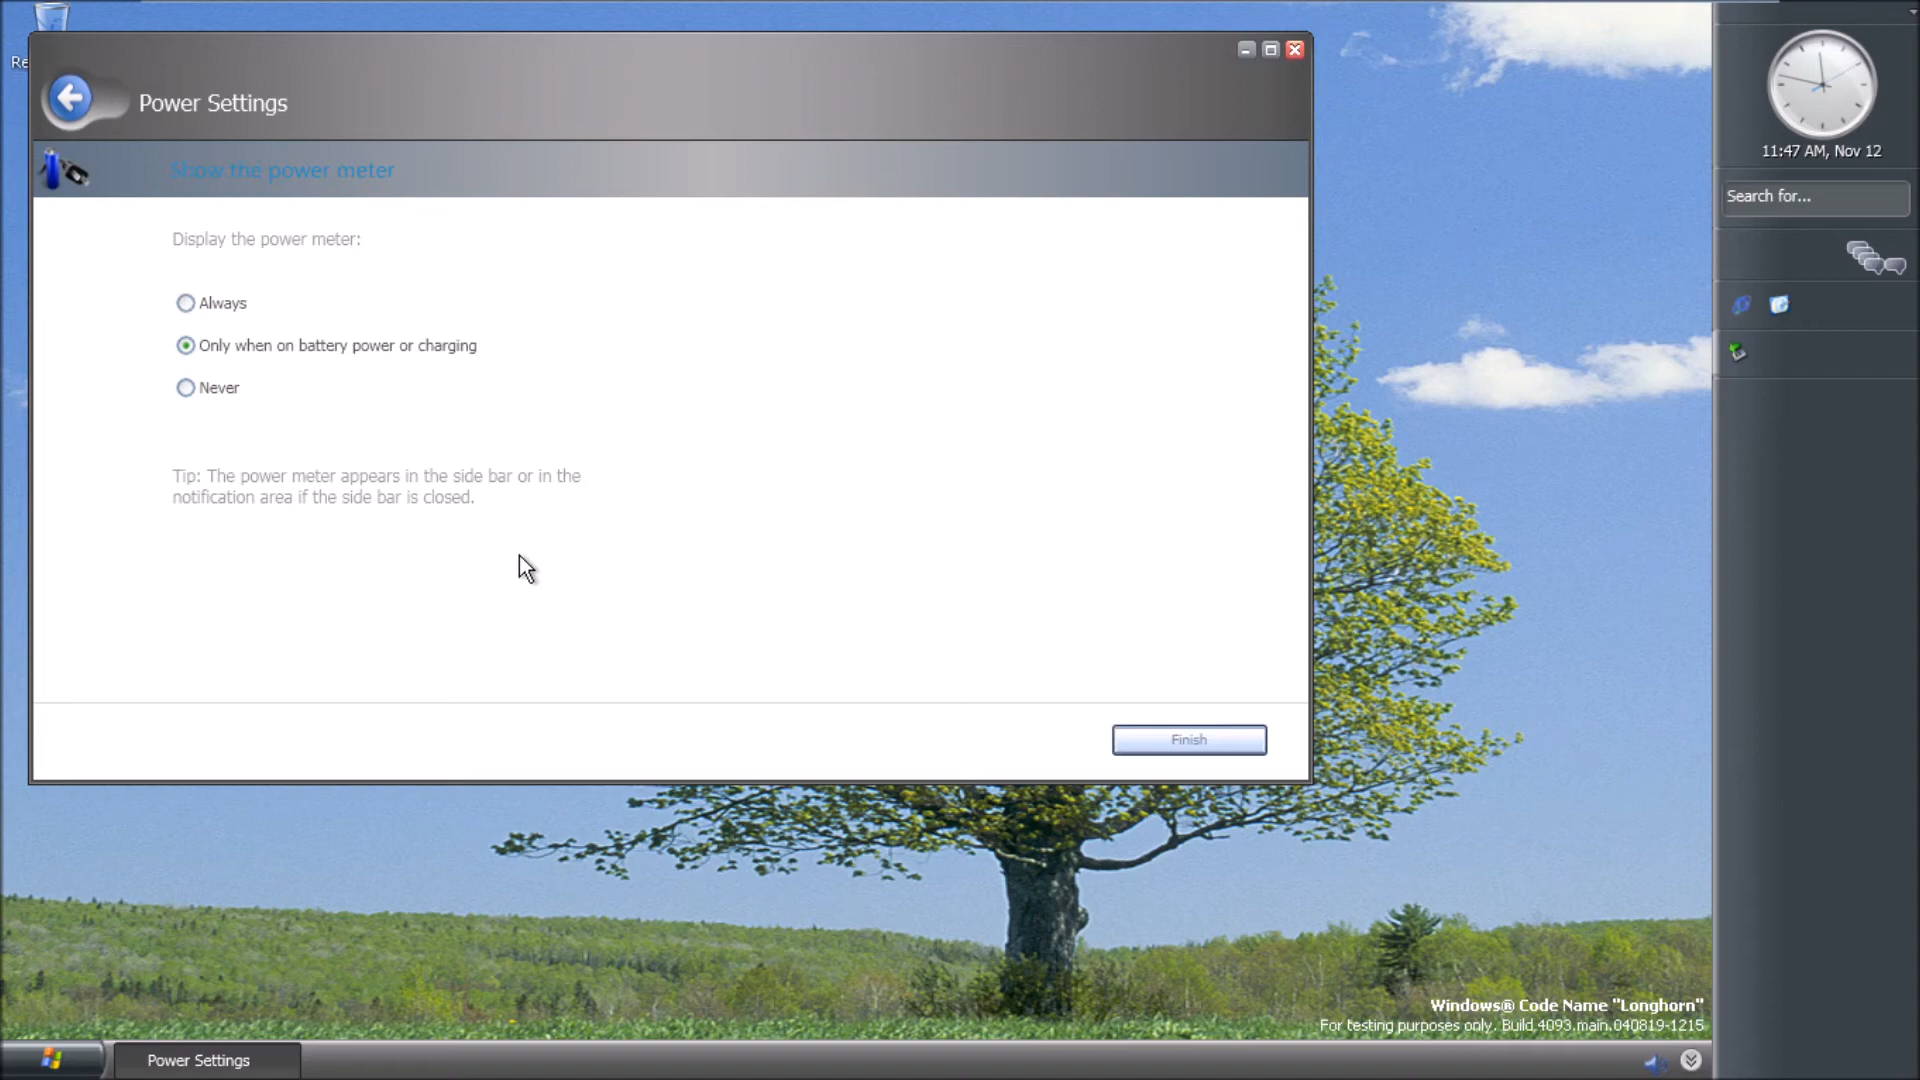 Re
Power Settings
Show the power meter
Display the power meter:
Always
Only when on battery power or charging
Never
Tip: The power meter appears in the side bar or in the
notification area if the side bar is closed.
Finish
11:47 AM, Nov 12
Search for...
Windows® Code Name "Longhorn"
For testing purposes only. Build 4093.main.040819-1215
Power Settings